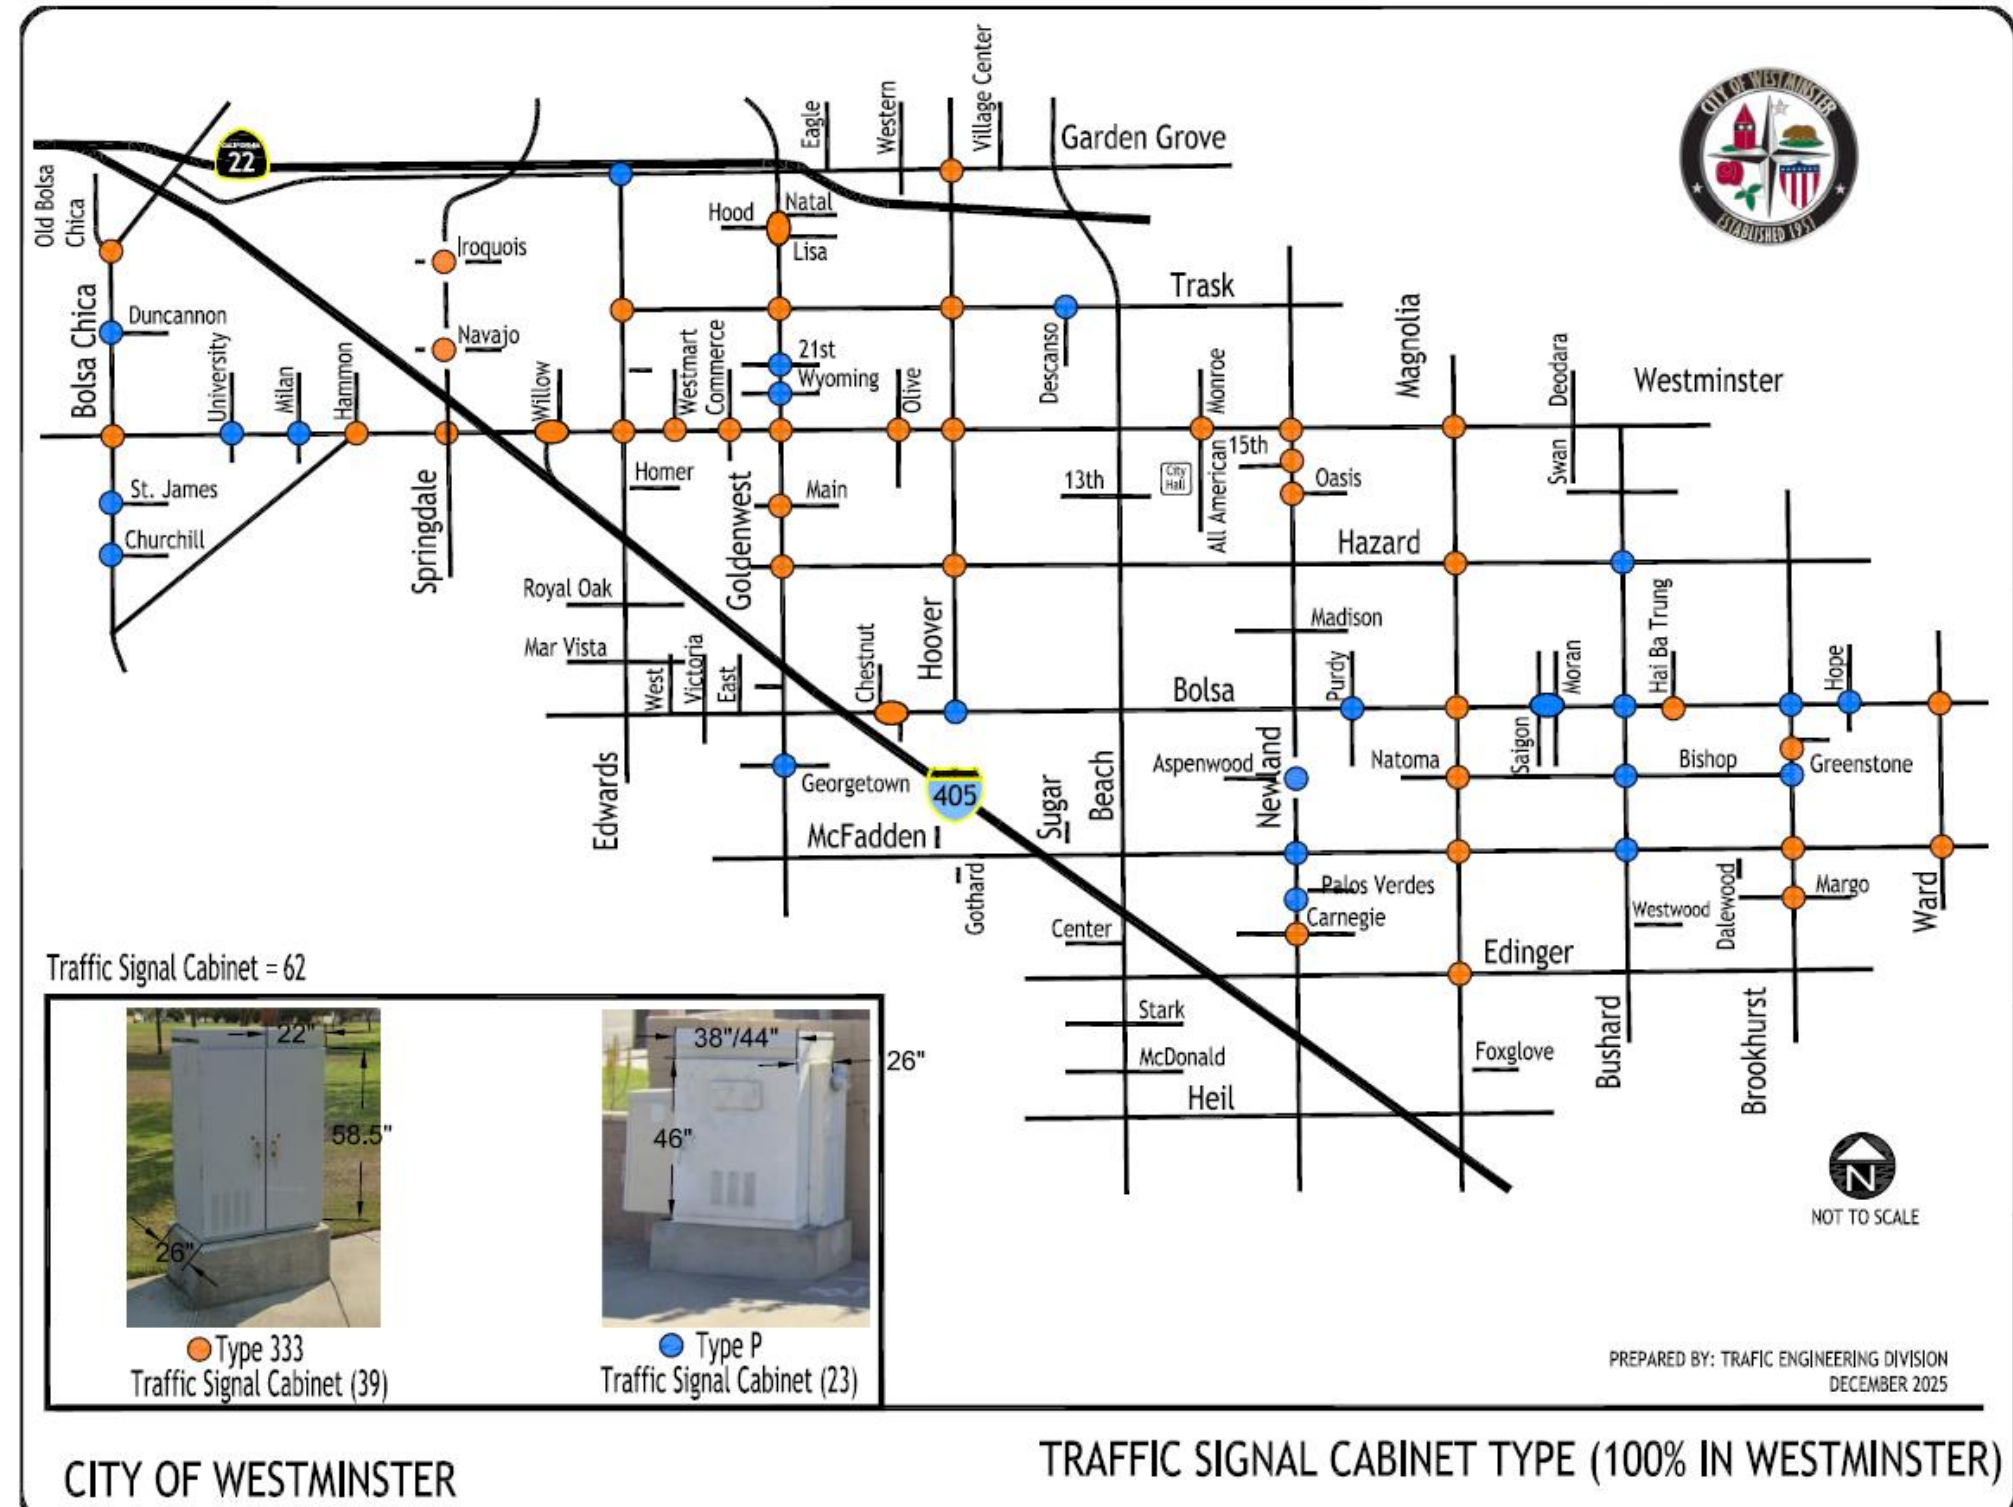 CITY OF WESTMINSTER
ESTABLISHED 1957
CALIFORNIA
22
Old Bolsa
Chica
Eagle
Western
Village Center
Garden Grove
Hood
Natal
Lisa
Iroquois
Navajo
Trask
Bolsa Chica
Duncannon
University
Milan
Hammon
Willow
Westmart
Commerce
21st
Wyoming
Olive
Descanso
Monroe
Magnolia
Deodara
Westminster
St. James
Churchill
Springdale
Homer
Goldenwest
Main
13th
City
Hall
All American
15th
Oasis
Swan
Hazard
Royal Oak
Mar Vista
West
Victoria
East
Chestnut
Hoover
Madison
Purdy
Bolsa
Saigon
Moran
Hai Ba Trung
Hope
Edwards
Georgetown
405
McFadden
Gothard
Sugar
Beach
Aspenwood
Newland
Natoma
Bishop
Greenstone
Palos Verdes
Carnegie
Westwood
Dalewood
Margo
Ward
Center
Edinger
Stark
McDonald
Heil
Foxglove
Bushard
Brookhurst
N
NOT TO SCALE
Traffic Signal Cabinet = 62
22"
58.5"
26"
38"/44"
26"
46"
Type 333
Traffic Signal Cabinet (39)
Type P
Traffic Signal Cabinet (23)
PREPARED BY: TRAFIC ENGINEERING DIVISION
DECEMBER 2025
CITY OF WESTMINSTER
TRAFFIC SIGNAL CABINET TYPE (100% IN WESTMINSTER)